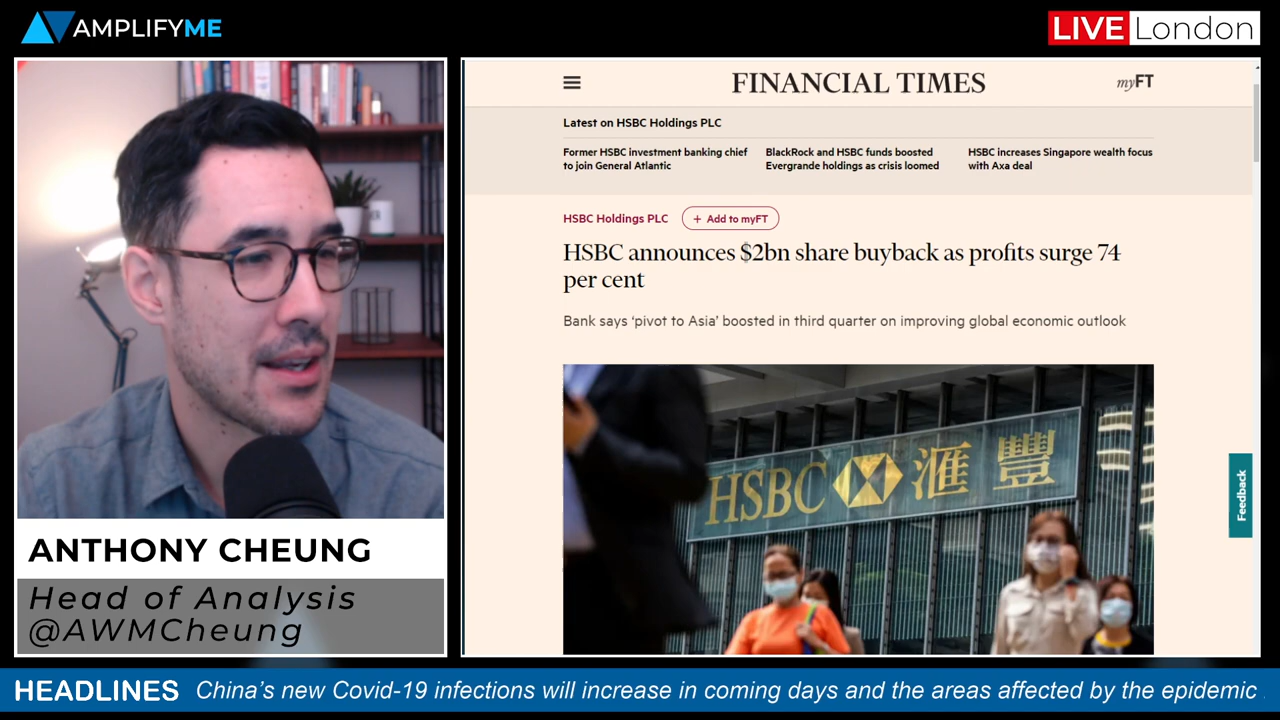 AMPLIFYME
LIVE London
FINANCIAL TIMES
myFT
Latest on HSBC Holdings PLC
Former HSBC investment banking chief
to join General Atlantic
BlackRock and HSBC funds boosted
Evergrande holdings as crisis loomed
HSBC increases Singapore wealth focus
with Axa deal
HSBC Holdings PLC
+ Add to myFT
HSBC announces $2bn share buyback as profits surge 74
per cent
Bank says ‘pivot to Asia’ boosted in third quarter on improving global economic outlook
HSBC 滙豐
Feedback
ANTHONY CHEUNG
Head of Analysis
@AWMCheung
HEADLINES China’s new Covid-19 infections will increase in coming days and the areas affected by the epidemic